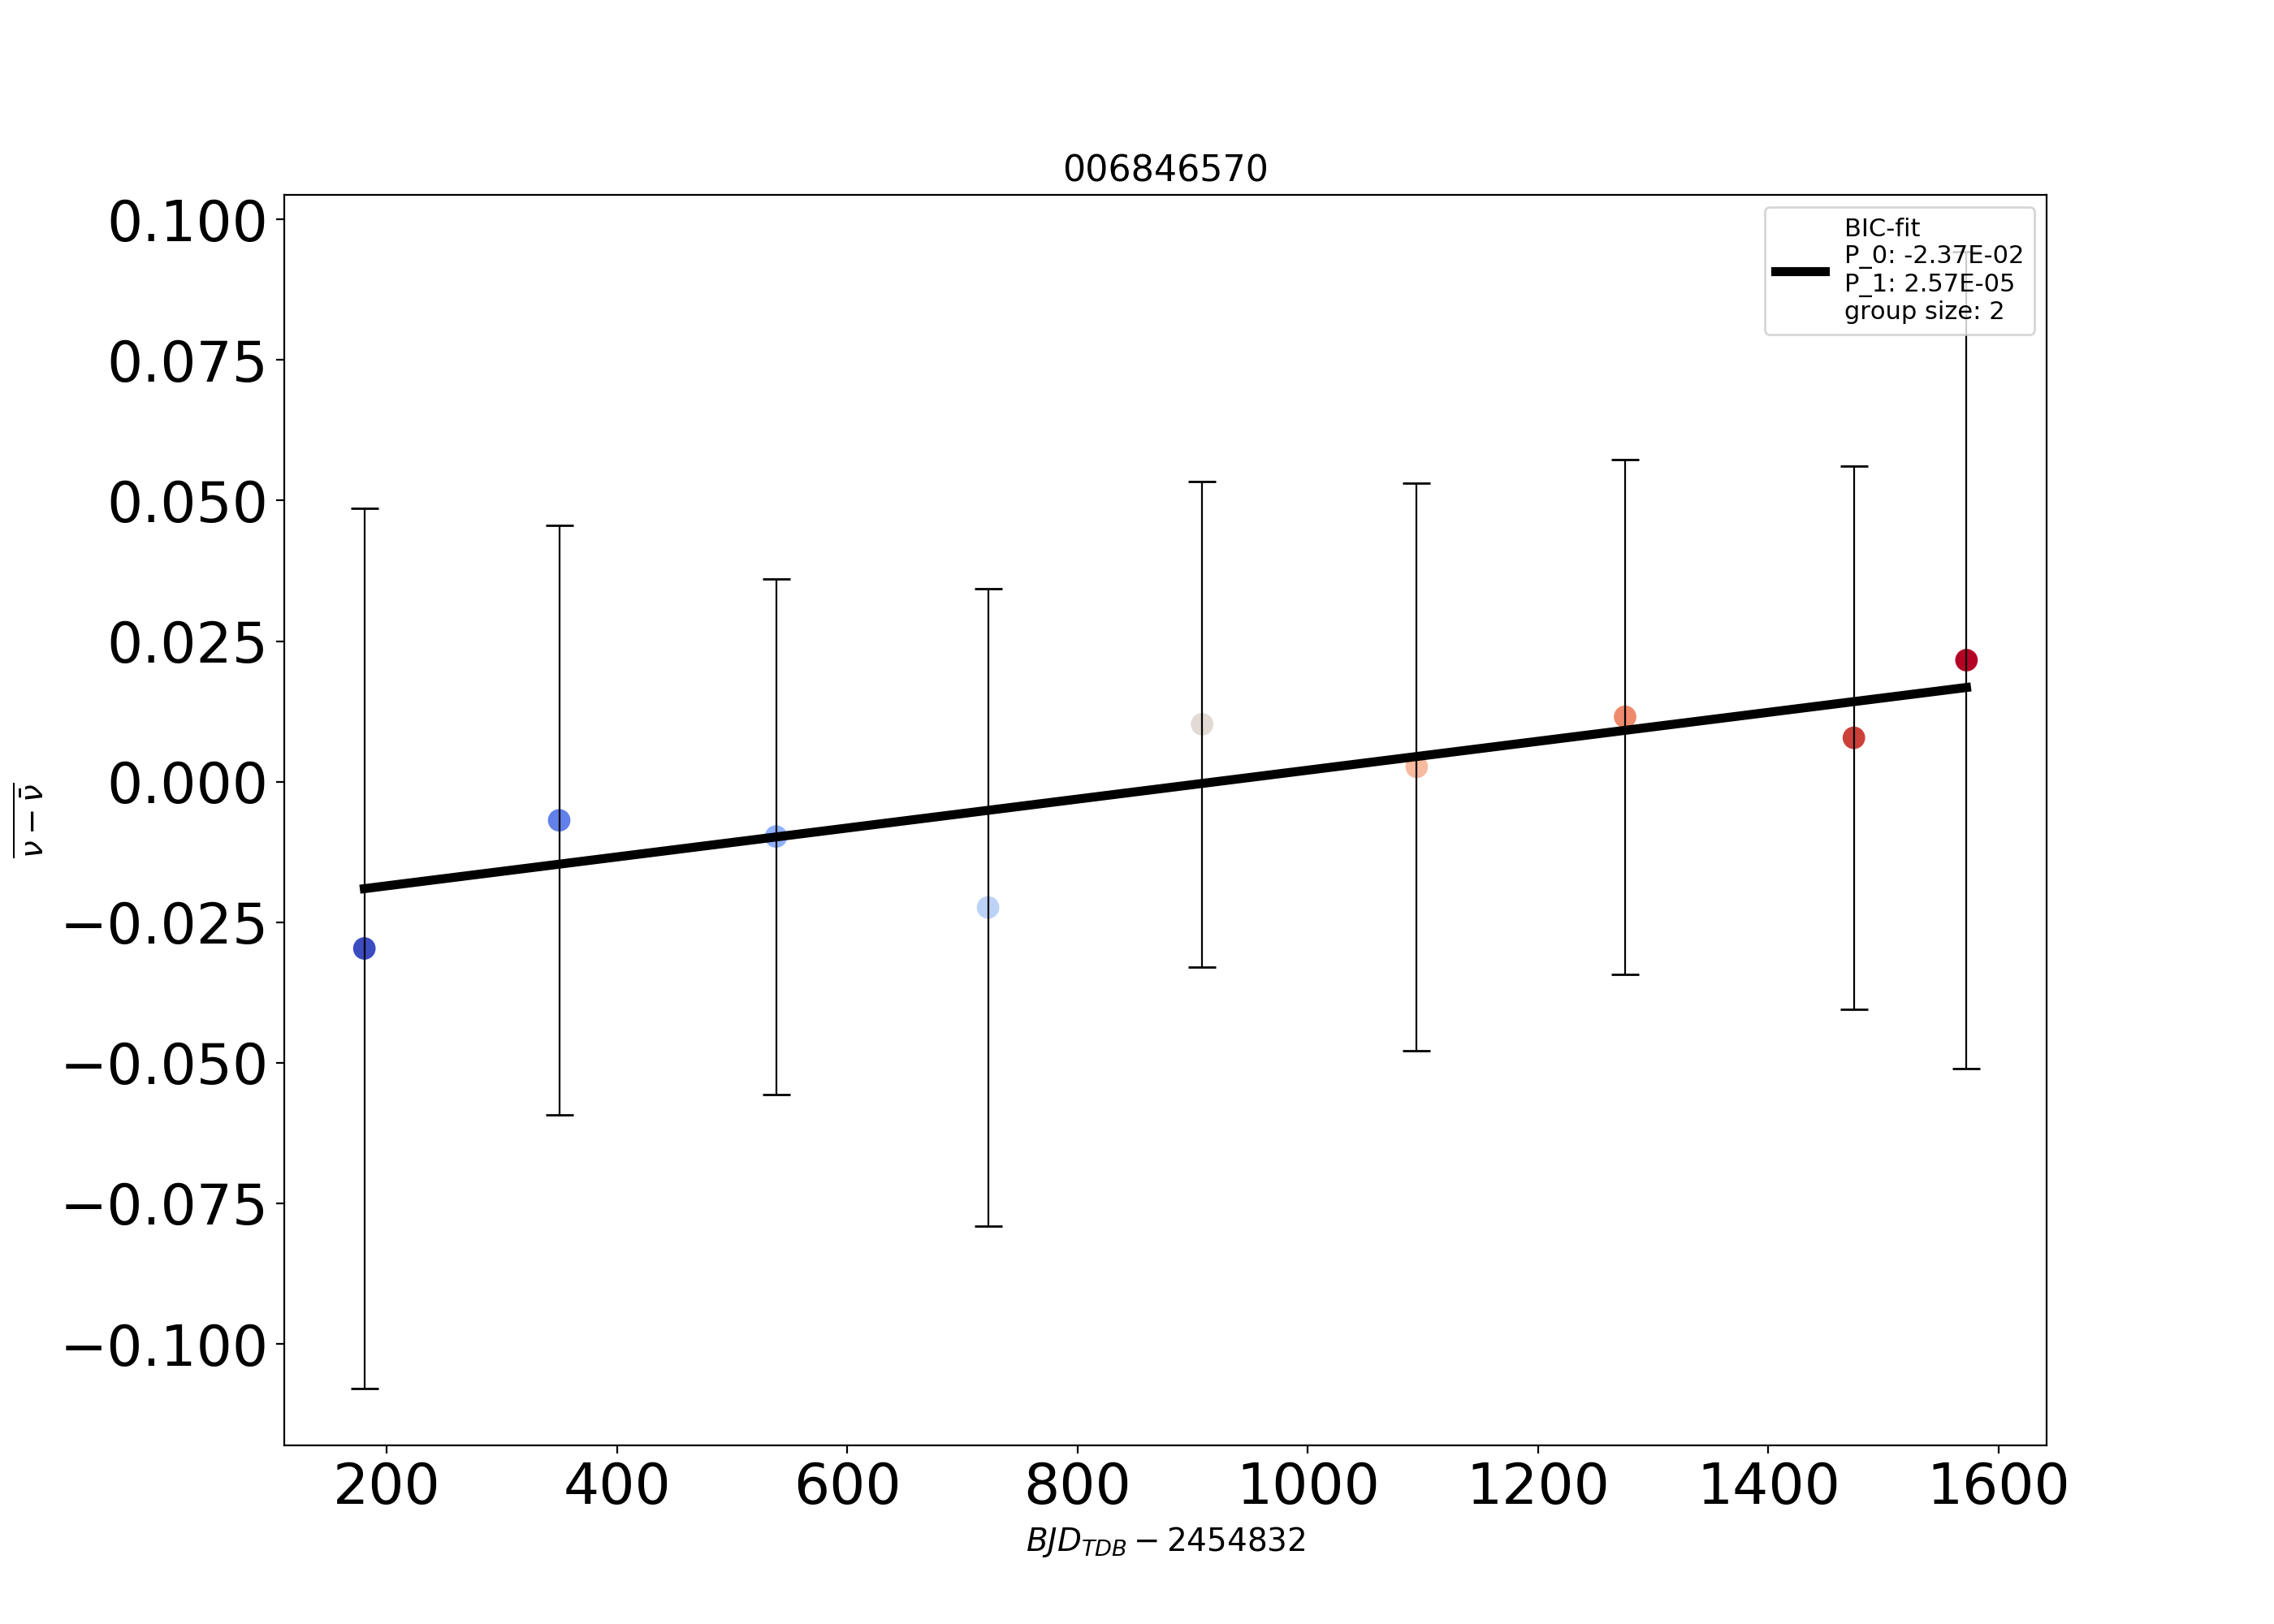 006846570
BIC-fit
P_0: -2.37E-02
P_1: 2.57E-05
group size: 2
0.100
0.075
0.050
0.025
0.000
−0.025
−0.050
−0.075
−0.100
ν − ν̄
200 400 600 800 1000 1200 1400 1600
BJD_TDB − 2454832